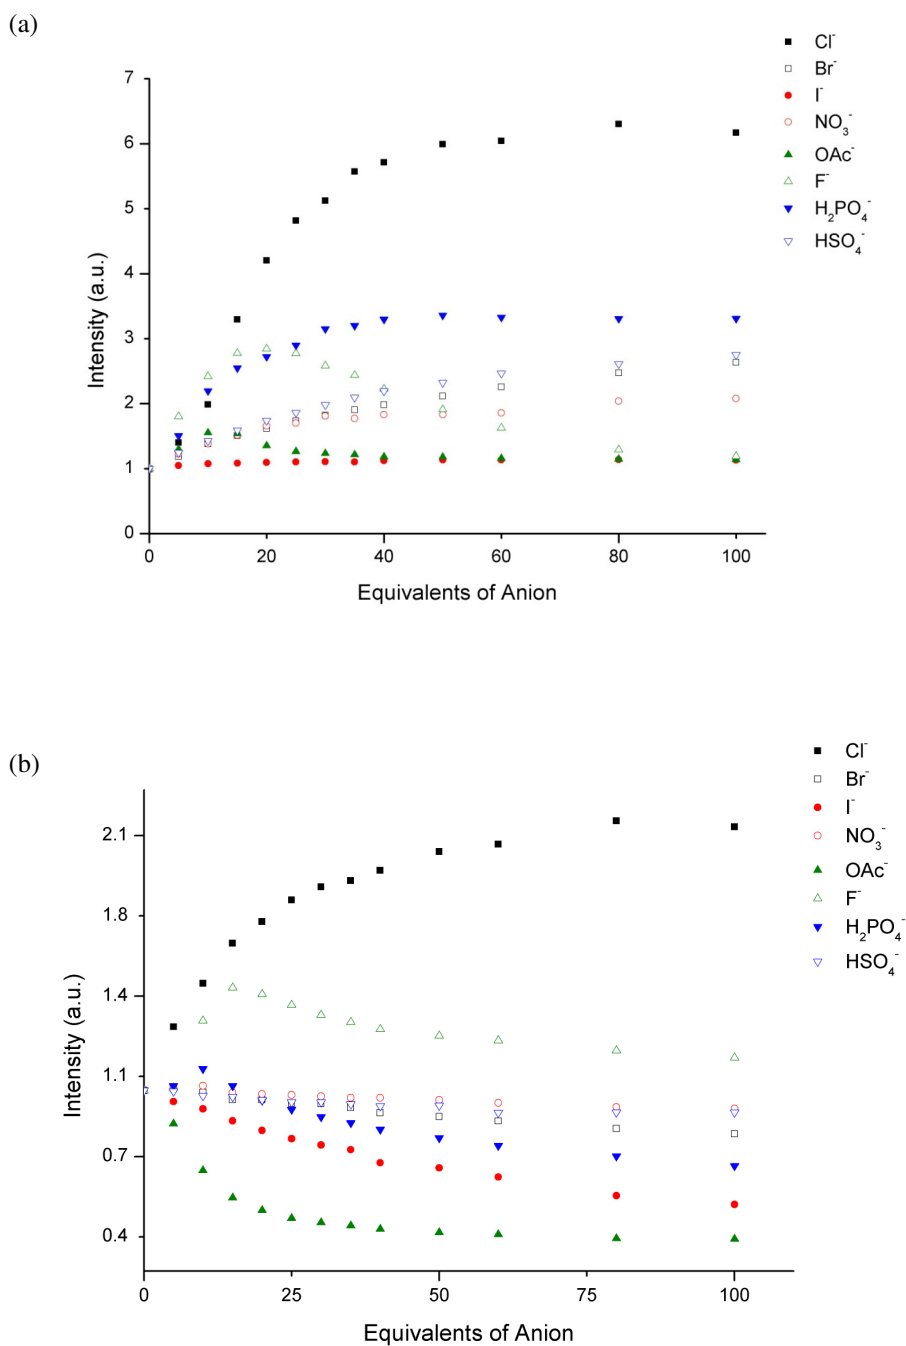 (a)
Cl⁻
Br⁻
I⁻
NO₃⁻
OAc⁻
F⁻
H₂PO₄⁻
HSO₄⁻
7
6
5
4
3
2
1
0
Intensity (a.u.)
0 20 40 60 80 100
Equivalents of Anion
(b)
Cl⁻
Br⁻
I⁻
NO₃⁻
OAc⁻
F⁻
H₂PO₄⁻
HSO₄⁻
2.1
1.8
1.4
1.1
0.7
0.4
Intensity (a.u.)
0 25 50 75 100
Equivalents of Anion